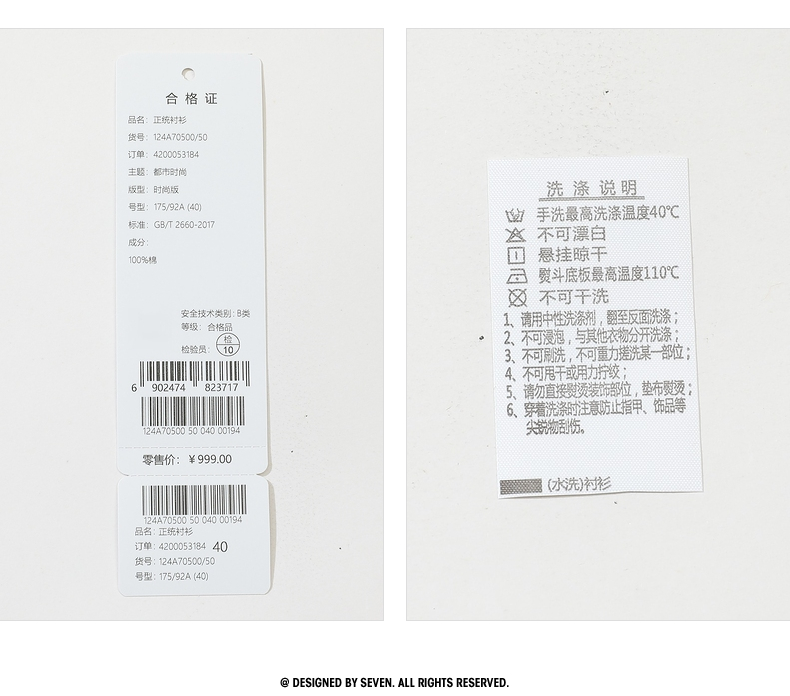 合格证
品名：正统衬衫
货号：124A70500/50
订单：4200053184
主题：都市时尚
版型：时尚版
号型：175/92A (40)
标准：GB/T 2660-2017
成分：
100%棉
安全技术类别：B类
等级：合格品
检验员：检 10
6 902474 823717
124A70500 50 040 00194
零售价：￥999.00
124A70500 50 040 00194
品名：正统衬衫
订单：4200053184 40
货号：124A70500/50
号型：175/92A (40)
洗涤说明
手洗最高洗涤温度40℃
不可漂白
悬挂晾干
熨斗底板最高温度110℃
不可干洗
1、请用中性洗涤剂，翻至反面洗涤；
2、不可浸泡，与其他衣物分开洗涤；
3、不可刷洗，不可重力搓洗某一部位；
4、不可甩干或用力拧绞；
5、请勿直接熨烫装饰部位，垫布熨烫；
6、穿着洗涤时注意防止指甲、饰品等
尖锐物刮伤。
(水洗)衬衫
@ DESIGNED BY SEVEN. ALL RIGHTS RESERVED.